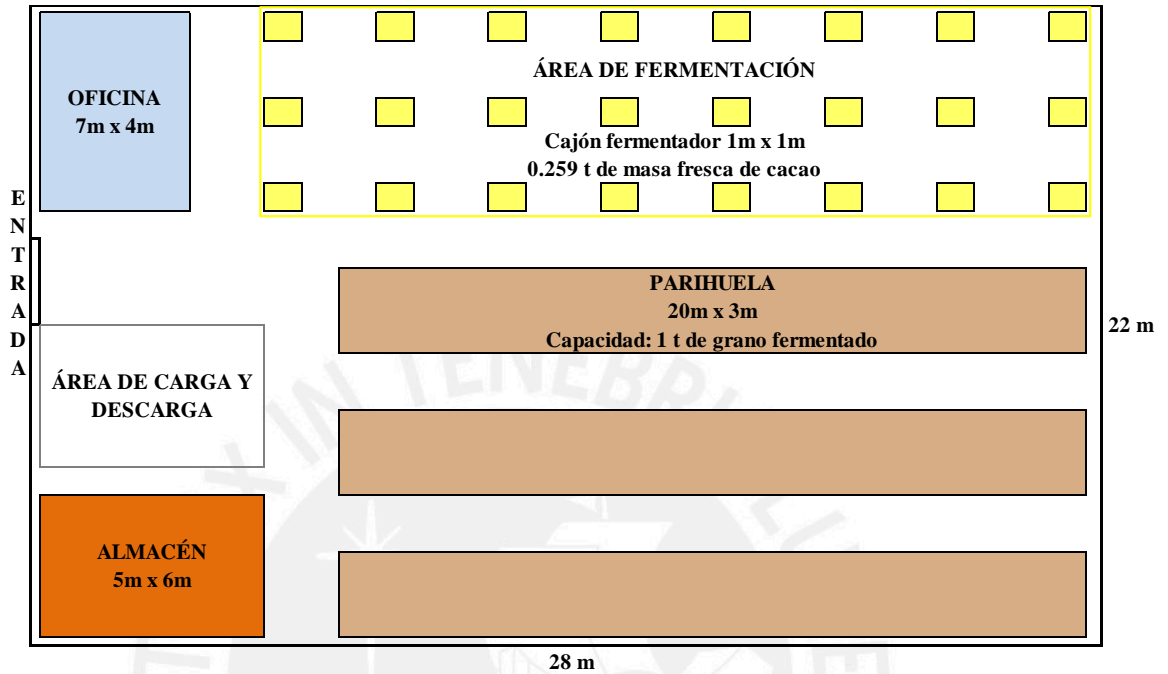 OFICINA
7m x 4m
ÁREA DE FERMENTACIÓN
Cajón fermentador 1m x 1m
0.259 t de masa fresca de cacao
ENTRADA
PARIHUELA
20m x 3m
Capacidad: 1 t de grano fermentado
22 m
ÁREA DE CARGA Y
DESCARGA
ALMACÉN
5m x 6m
28 m